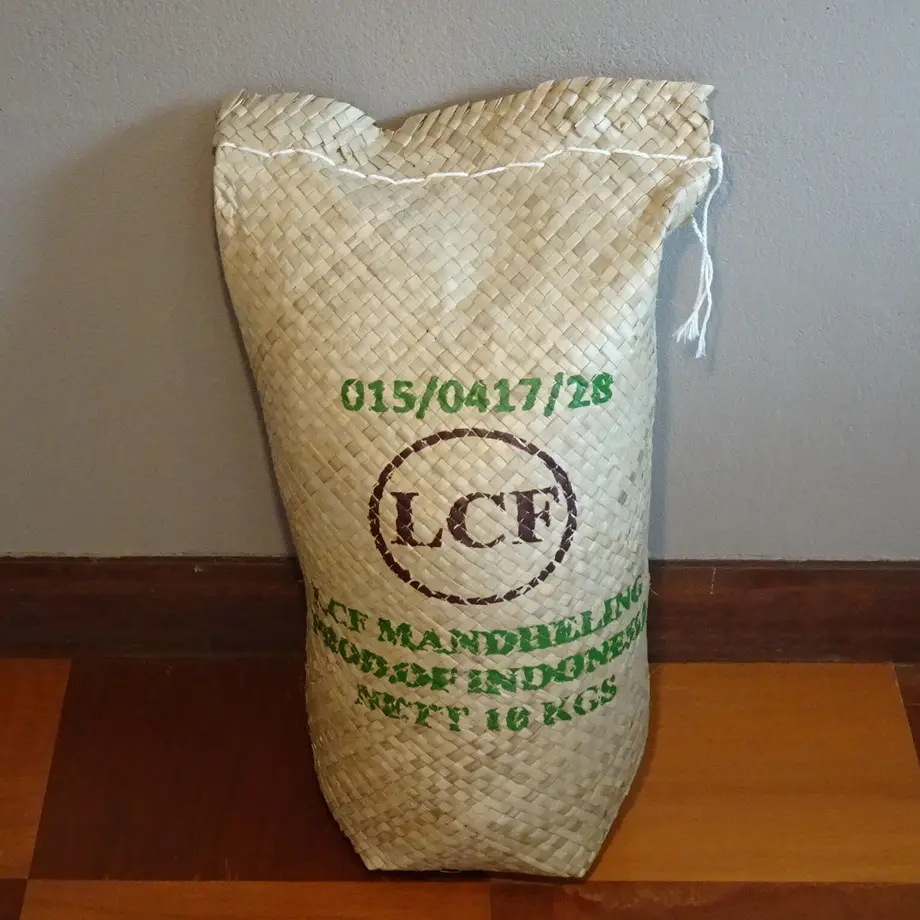 015/0417/28
LCF
LCF MANDHELING
PROD.OF INDONESIA
NETT 10 KGS